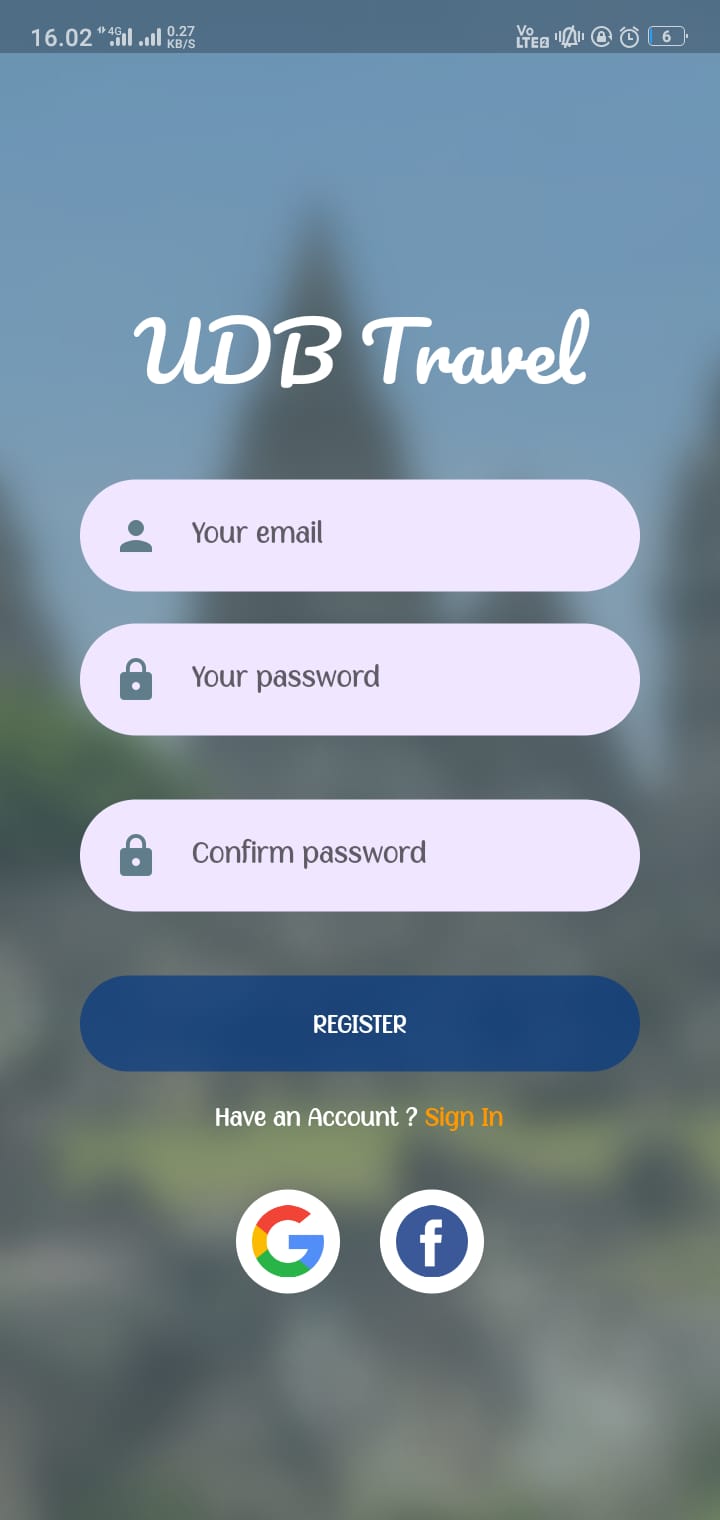 16.02 4G 0.27 KB/S Vo LTE2 6
UDB Travel
Your email
Your password
Confirm password
REGISTER
Have an Account ? Sign In